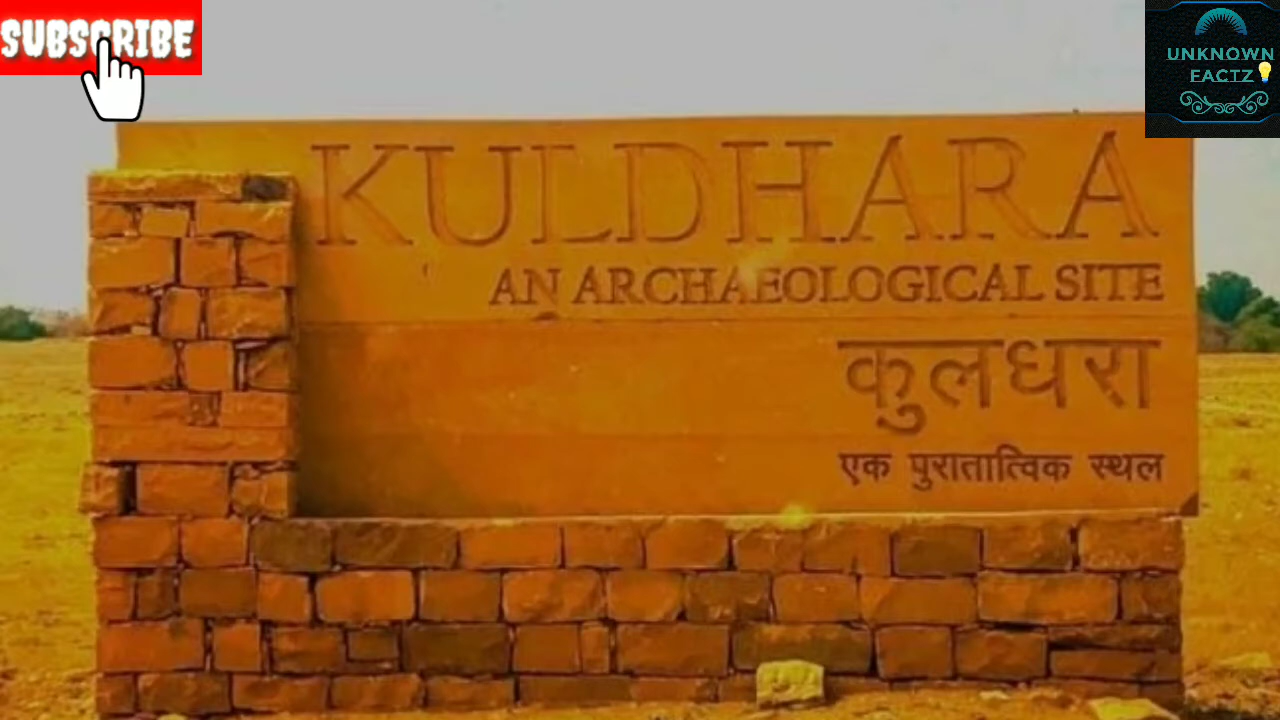 SUBSCRIBE
UNKNOWN
FACTZ
KULDHARA
AN ARCHAEOLOGICAL SITE
कुलधरा
एक पुरातात्विक स्थल